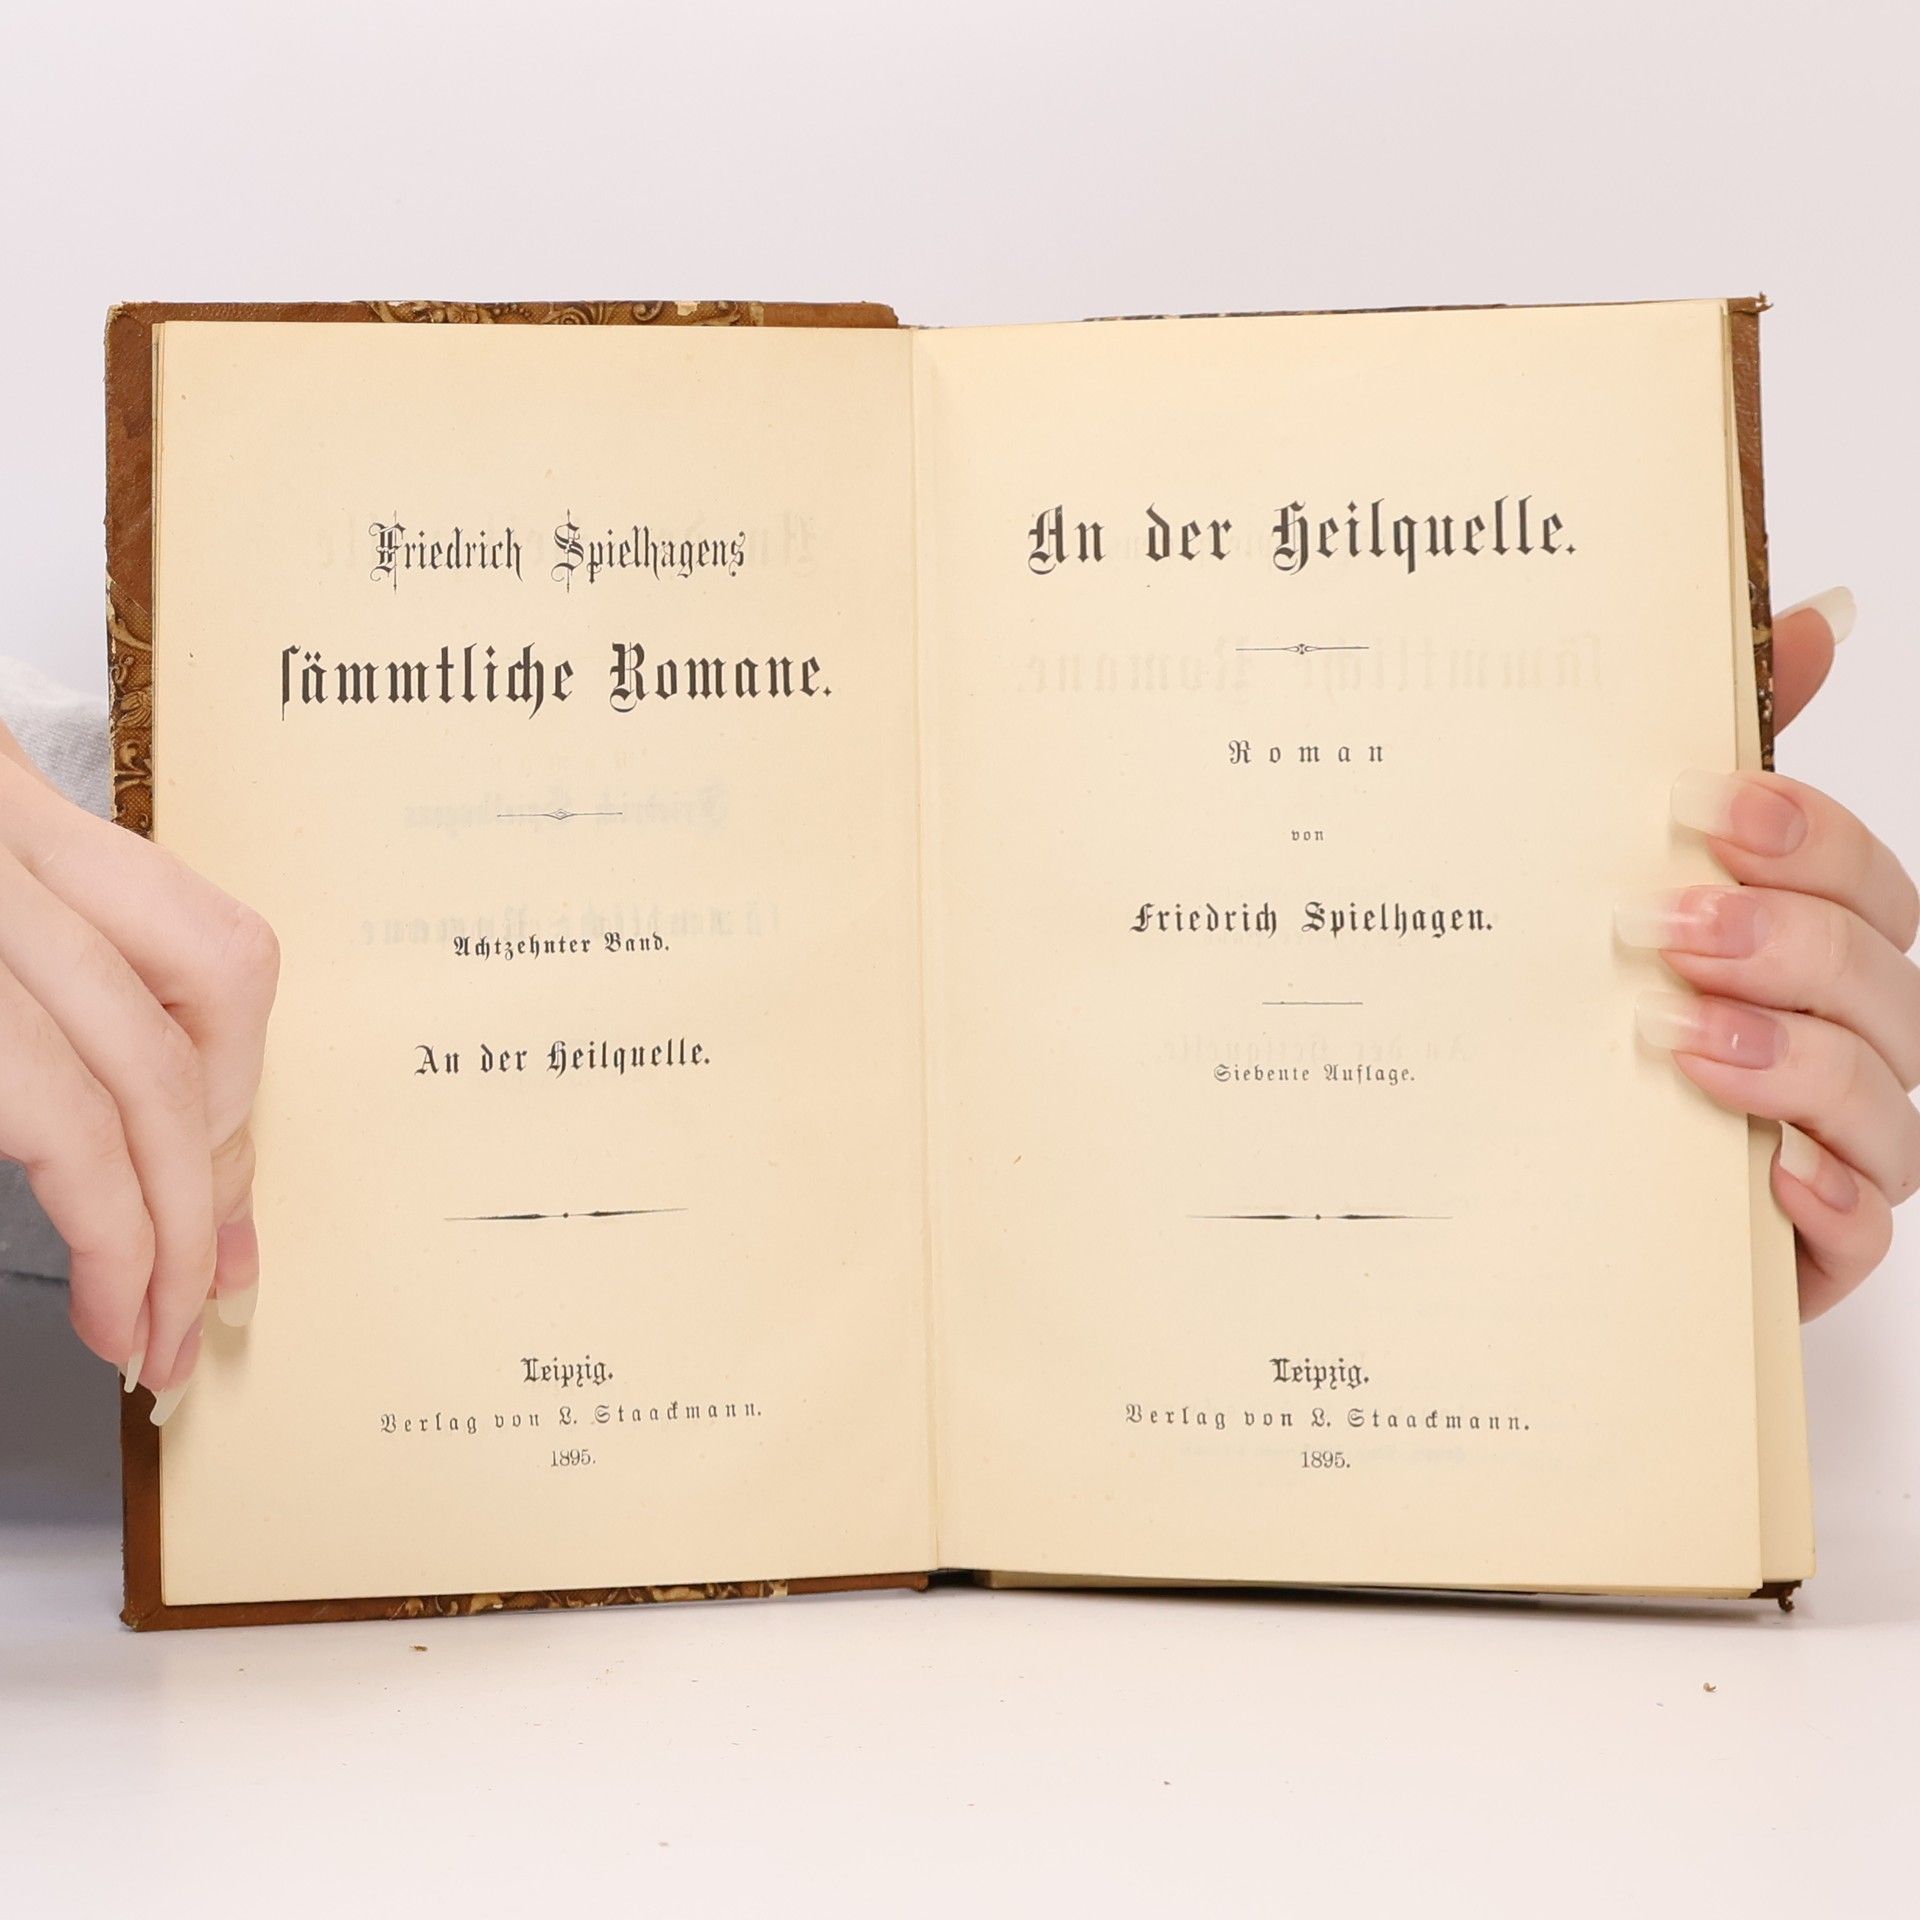 Friedrich Spielhagens
sämmtliche Romane.
Achtzehnter Band.
An der Heilquelle.
Leipzig.
Verlag von L. Staackmann.
1895.
An der Heilquelle.
Roman
von
Friedrich Spielhagen.
Siebente Auflage.
Leipzig.
Verlag von L. Staackmann.
1895.